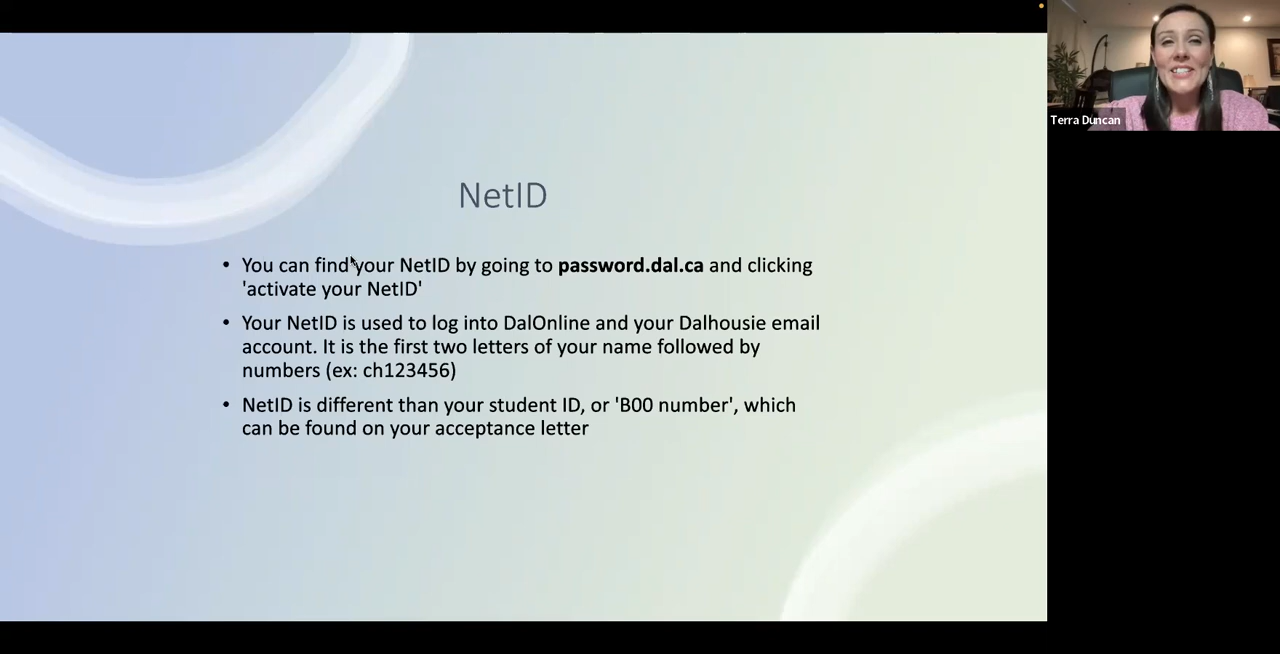 Terra Duncan
NetID
• You can find your NetID by going to password.dal.ca and clicking
'activate your NetID'
• Your NetID is used to log into DalOnline and your Dalhousie email
account. It is the first two letters of your name followed by
numbers (ex: ch123456)
• NetID is different than your student ID, or 'B00 number', which
can be found on your acceptance letter